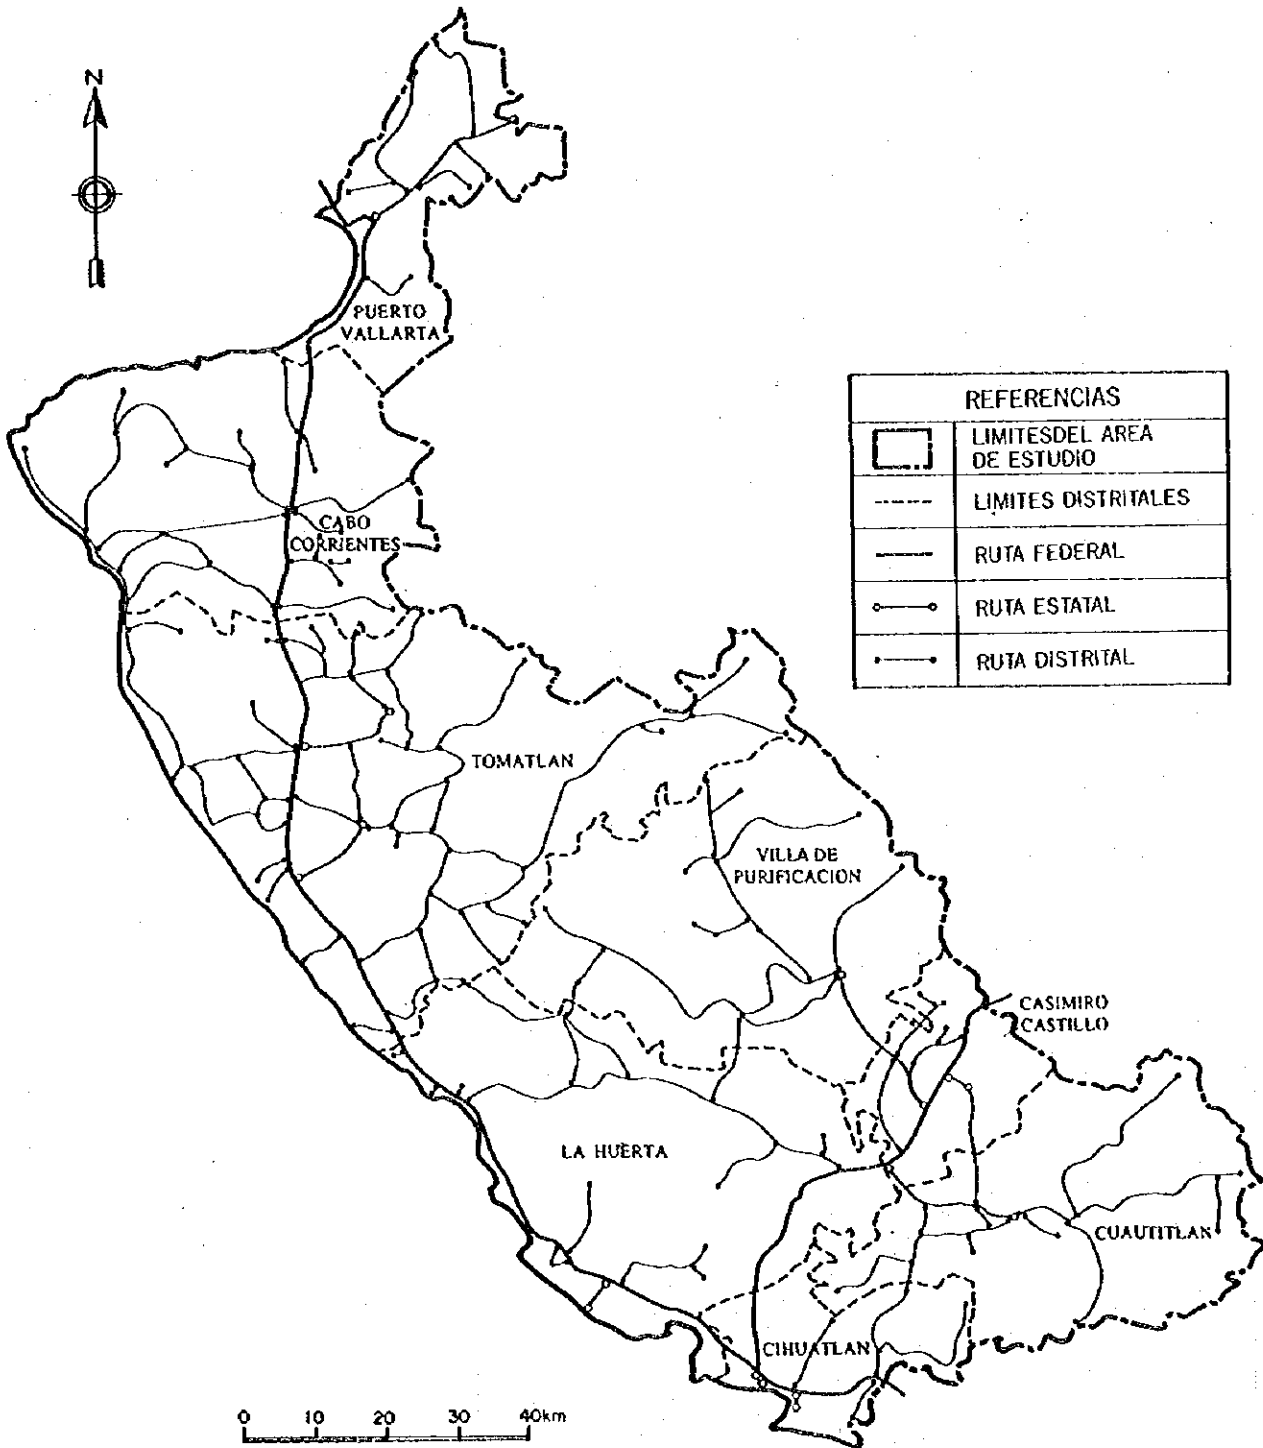 N
PUERTO
VALLARTA
REFERENCIAS
LIMITESDEL AREA
DE ESTUDIO
LIMITES DISTRITALES
RUTA FEDERAL
RUTA ESTATAL
RUTA DISTRITAL
CABO
CORRIENTES
TOMATLAN
VILLA DE
PURIFICACION
CASIMIRO
CASTILLO
LA HUERTA
CUAUTITLAN
CIHUATLAN
0 10 20 30 40km